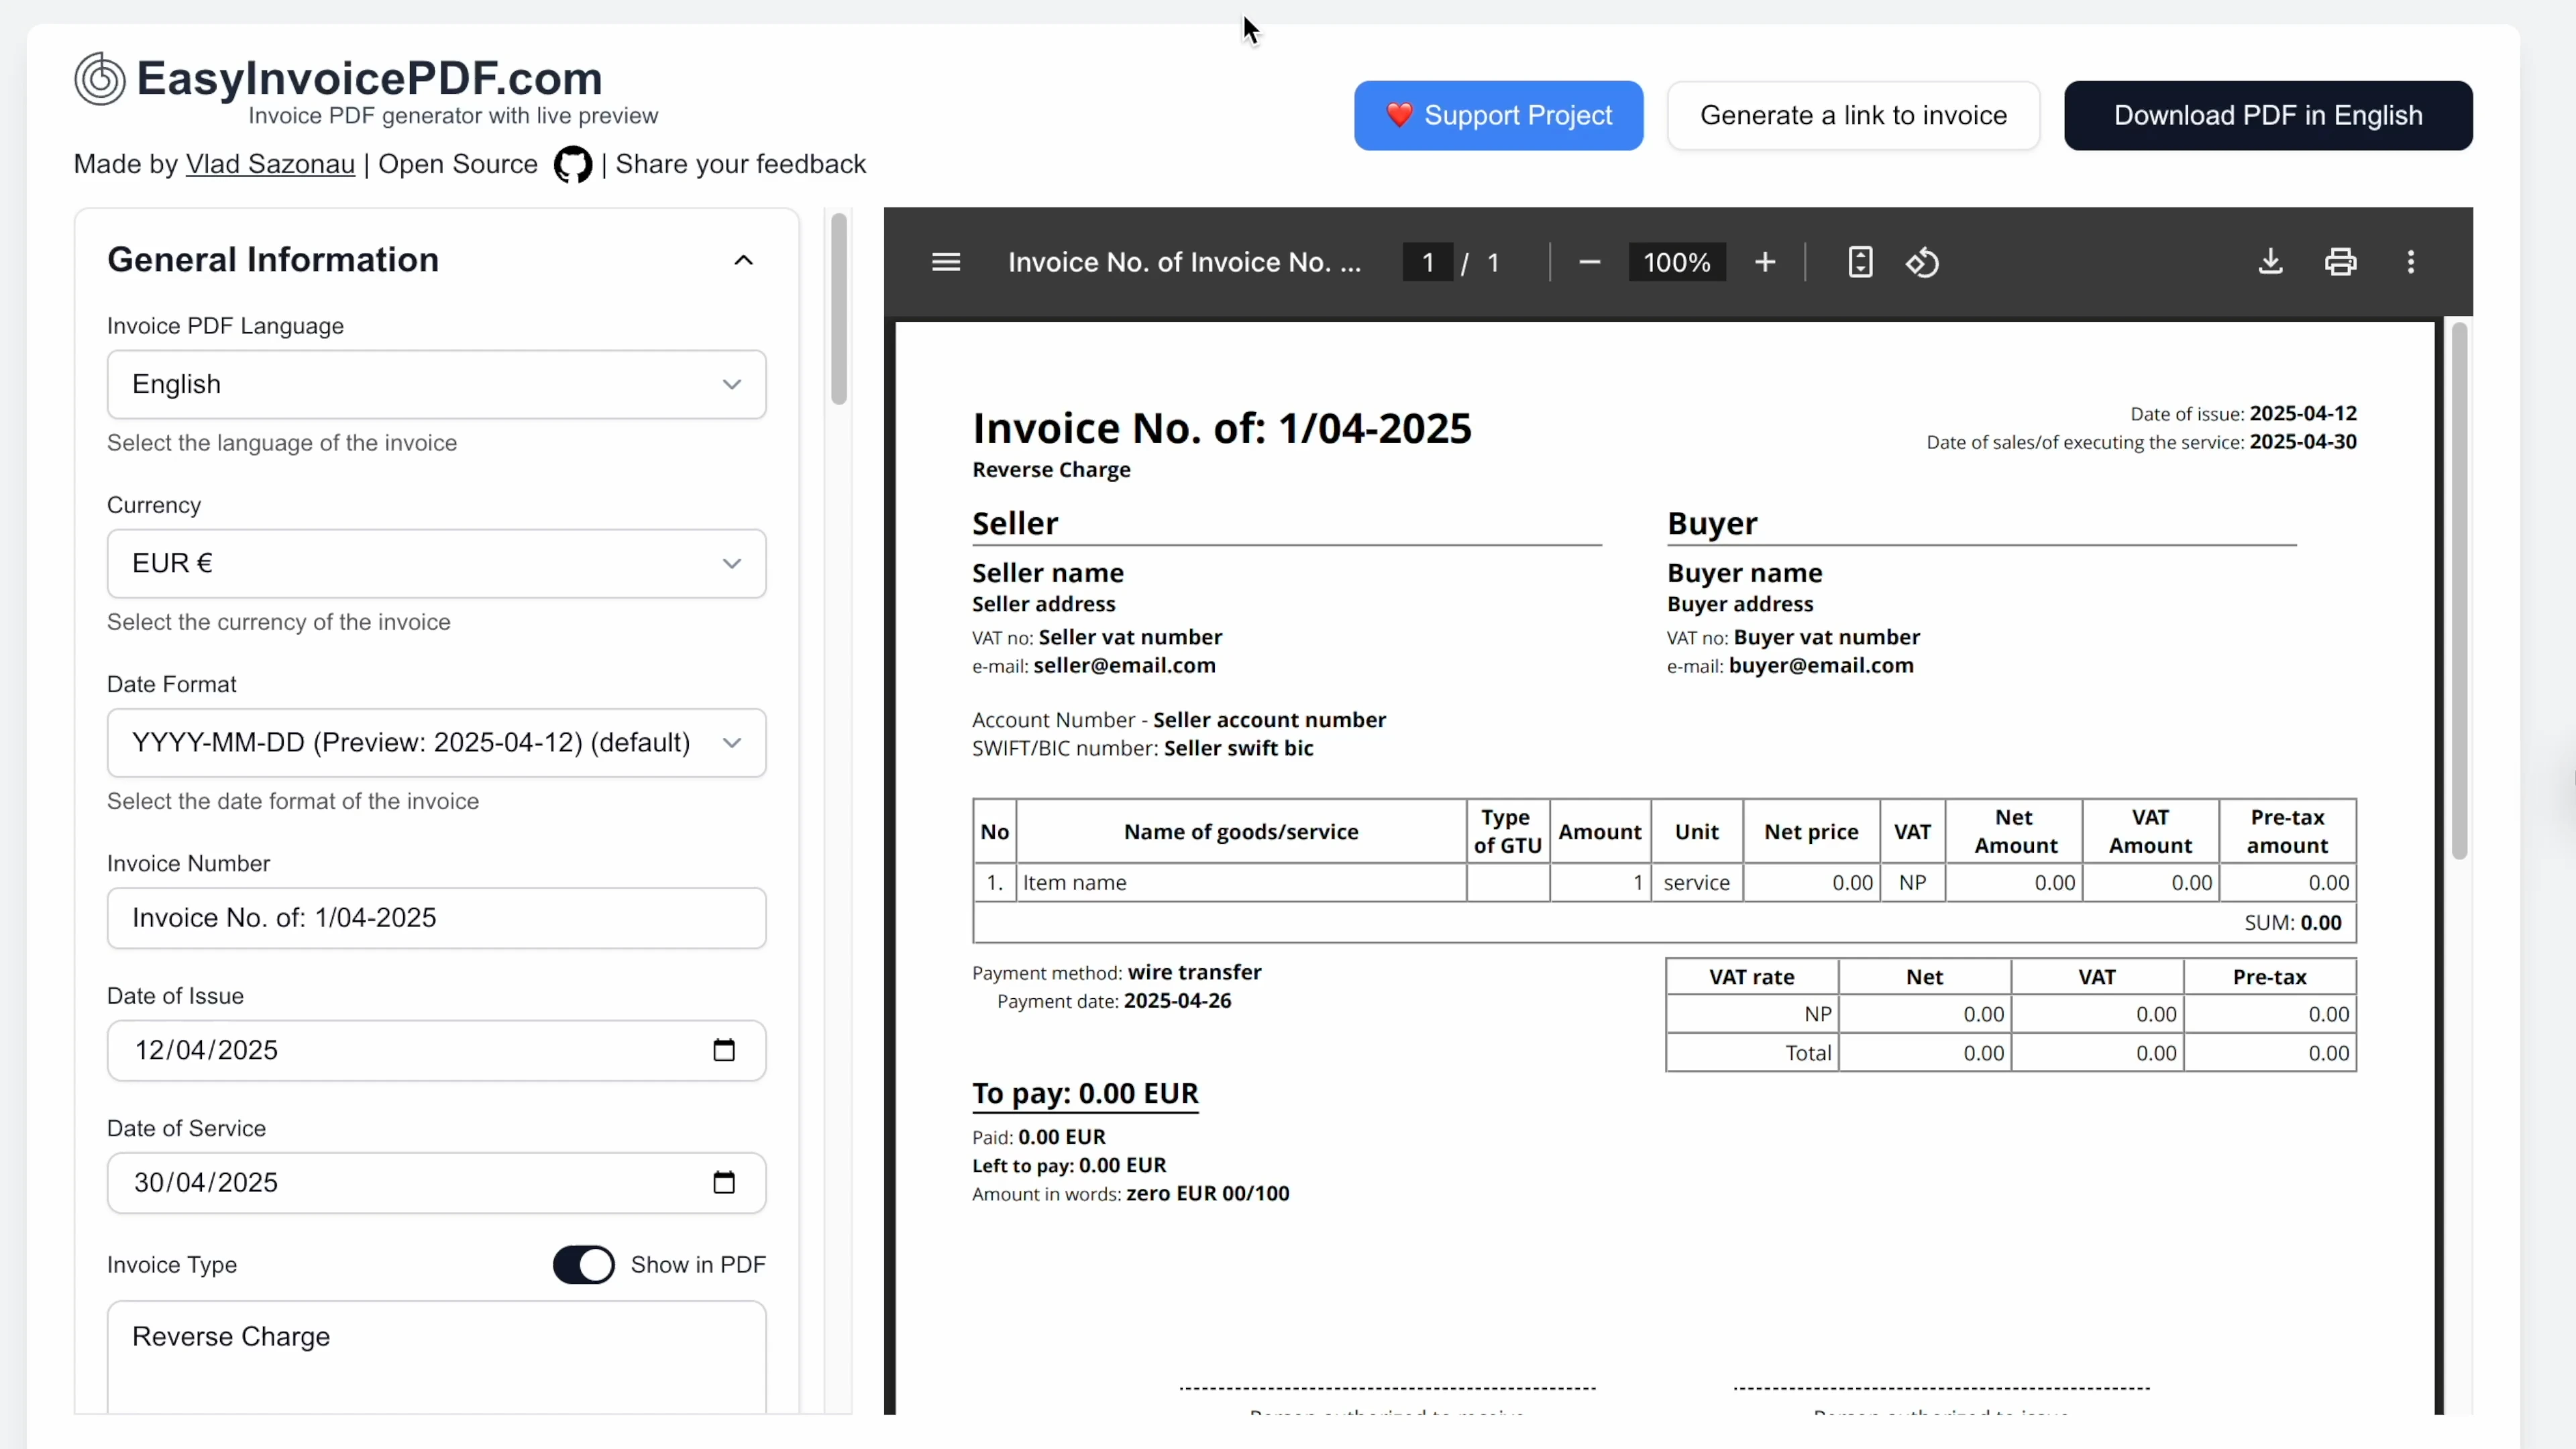 EasyInvoicePDF.com
Invoice PDF generator with live preview
Made by Vlad Sazonau | Open Source | Share your feedback
❤️ Support Project
Generate a link to invoice
Download PDF in English
General Information
Invoice PDF Language
English
Select the language of the invoice
Currency
EUR €
Select the currency of the invoice
Date Format
YYYY-MM-DD (Preview: 2025-04-12) (default)
Select the date format of the invoice
Invoice Number
Invoice No. of: 1/04-2025
Date of Issue
12/04/2025
Date of Service
30/04/2025
Invoice Type
Show in PDF
Reverse Charge
Invoice No. of Invoice No. ...
1 / 1
100%
Invoice No. of: 1/04-2025
Reverse Charge
Date of issue: 2025-04-12
Date of sales/of executing the service: 2025-04-30
Seller
Seller name
Seller address
VAT no: Seller vat number
e-mail: seller@email.com
Account Number - Seller account number
SWIFT/BIC number: Seller swift bic
Buyer
Buyer name
Buyer address
VAT no: Buyer vat number
e-mail: buyer@email.com
No Name of goods/service Type of GTU Amount Unit Net price VAT Net Amount VAT Amount Pre-tax amount
1. Item name 1 service 0.00 NP 0.00 0.00 0.00
SUM: 0.00
Payment method: wire transfer
Payment date: 2025-04-26
VAT rate Net VAT Pre-tax
NP 0.00 0.00 0.00
Total 0.00 0.00 0.00
To pay: 0.00 EUR
Paid: 0.00 EUR
Left to pay: 0.00 EUR
Amount in words: zero EUR 00/100